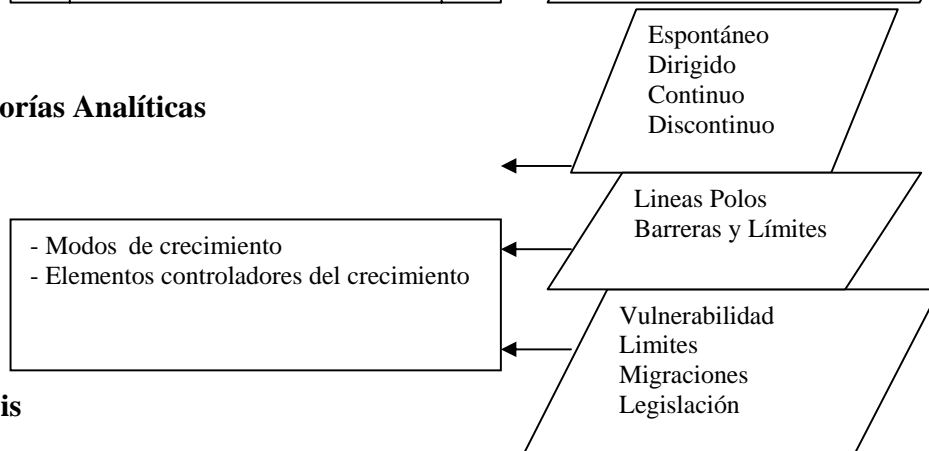 Espontáneo
Dirigido
Continuo
Discontinuo
orías Analíticas
Lineas Polos
Barreras y Límites
- Modos de crecimiento
- Elementos controladores del crecimiento
Vulnerabilidad
Limites
Migraciones
Legislación
is